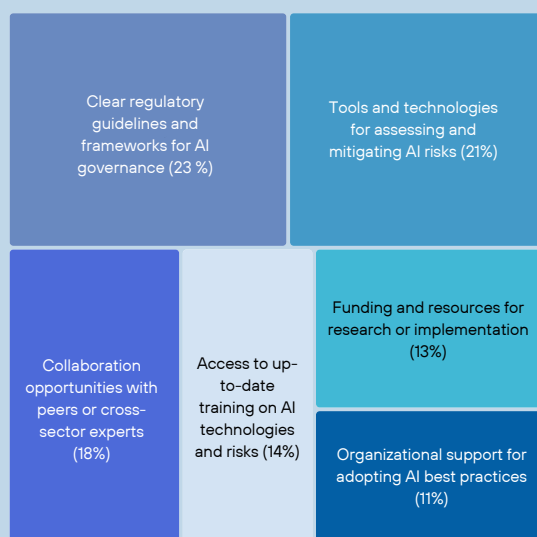 Clear regulatory
guidelines and
frameworks for AI
governance (23 %)
Tools and technologies
for assessing and
mitigating AI risks (21%)
Collaboration
opportunities with
peers or cross-
sector experts
(18%)
Access to up-
to-date
training on AI
technologies
and risks (14%)
Funding and resources for
research or implementation
(13%)
Organizational support for
adopting AI best practices
(11%)